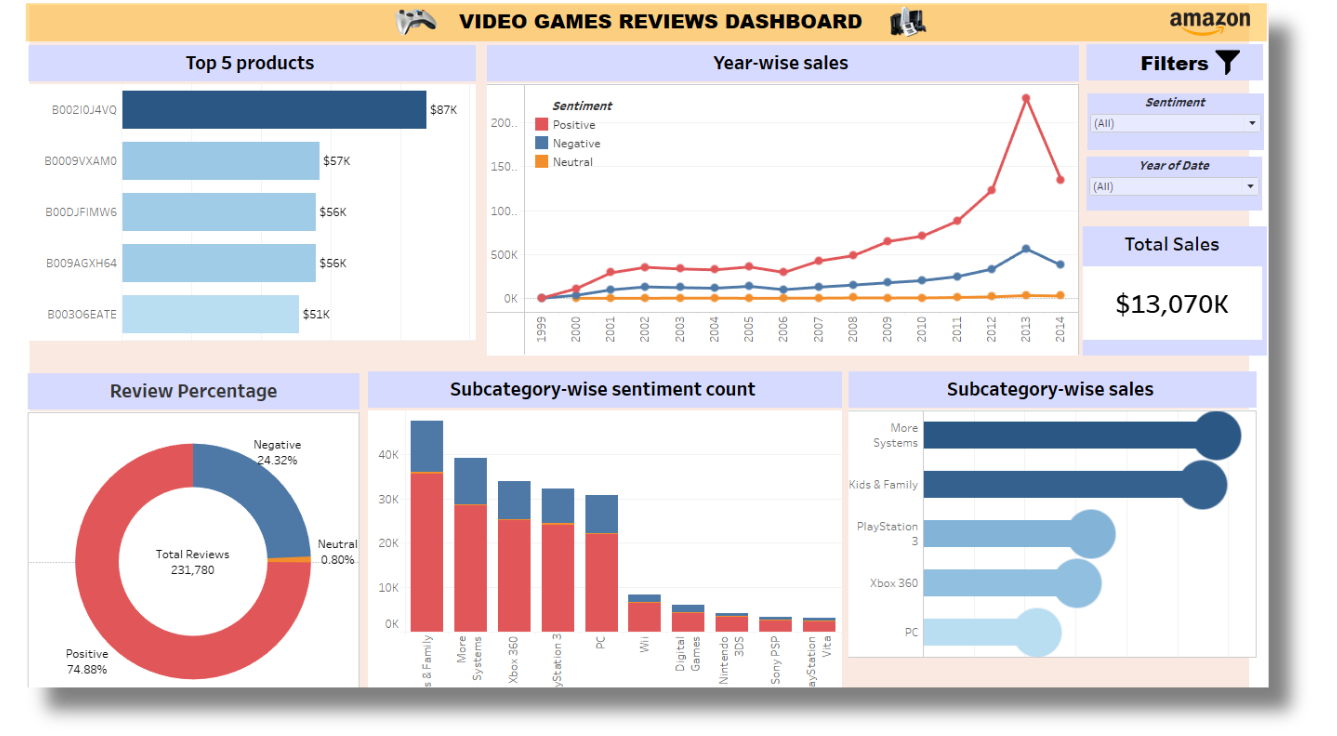 VIDEO GAMES REVIEWS DASHBOARD
amazon
Top 5 products
B002I0J4VQ
$87K
B0009VXAM0
$57K
B00DJFIMW6
$56K
B009AGXH64
$56K
B003O6EATE
$51K
Year-wise sales
Sentiment
Positive
Negative
Neutral
200..
150..
100..
500K
0K
1999
2000
2001
2002
2003
2004
2005
2006
2007
2008
2009
2010
2011
2012
2013
2014
Filters
Sentiment
(All)
Year of Date
(All)
Total Sales
$13,070K
Review Percentage
Negative
24.32%
Neutral
0.80%
Total Reviews
231,780
Positive
74.88%
Subcategory-wise sentiment count
40K
30K
20K
10K
0K
s & Family
More
Systems
Xbox 360
yStation 3
PC
Wii
Digital
Games
Nintendo
3DS
Sony PSP
ayStation
Vita
Subcategory-wise sales
More
Systems
Kids & Family
PlayStation
3
Xbox 360
PC